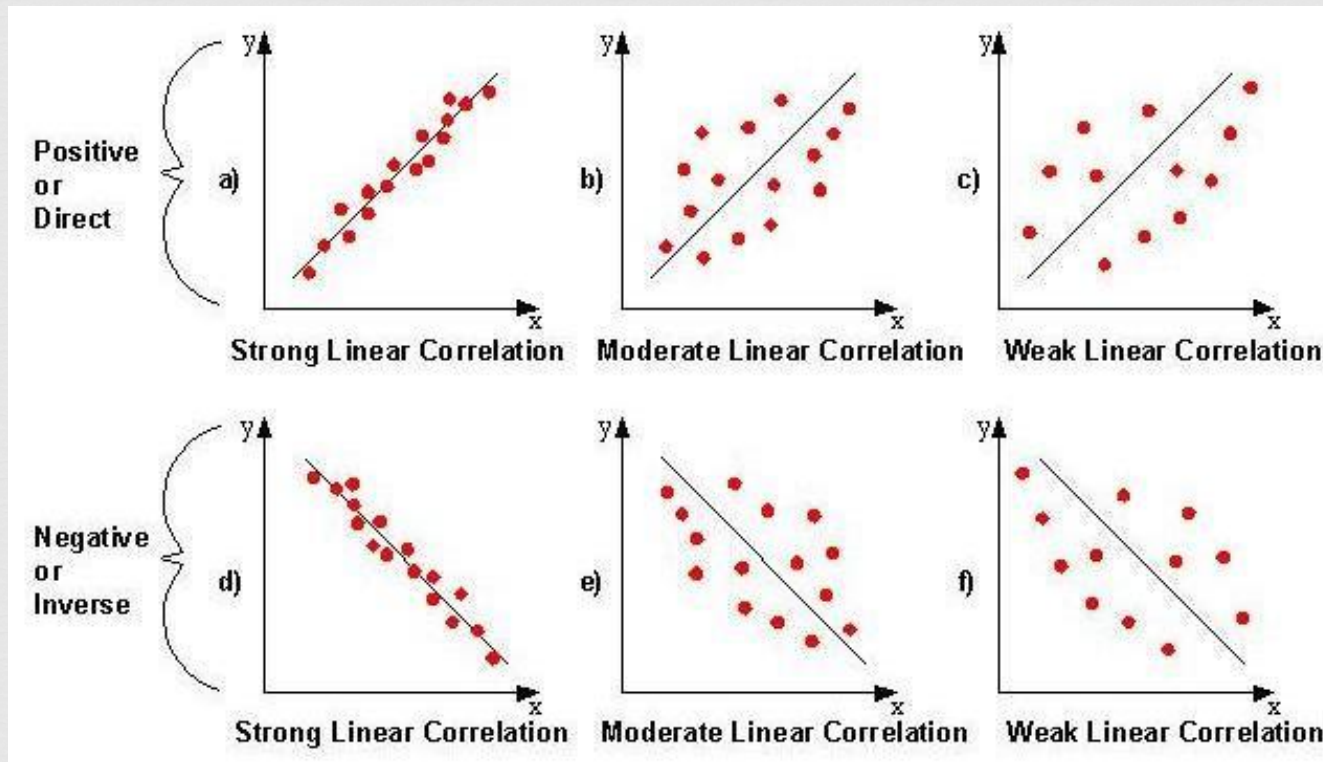 Positive
or
Direct
y
a)
x
Strong Linear Correlation
y
b)
x
Moderate Linear Correlation
y
c)
x
Weak Linear Correlation
Negative
or
Inverse
y
d)
x
Strong Linear Correlation
y
e)
x
Moderate Linear Correlation
y
f)
x
Weak Linear Correlation